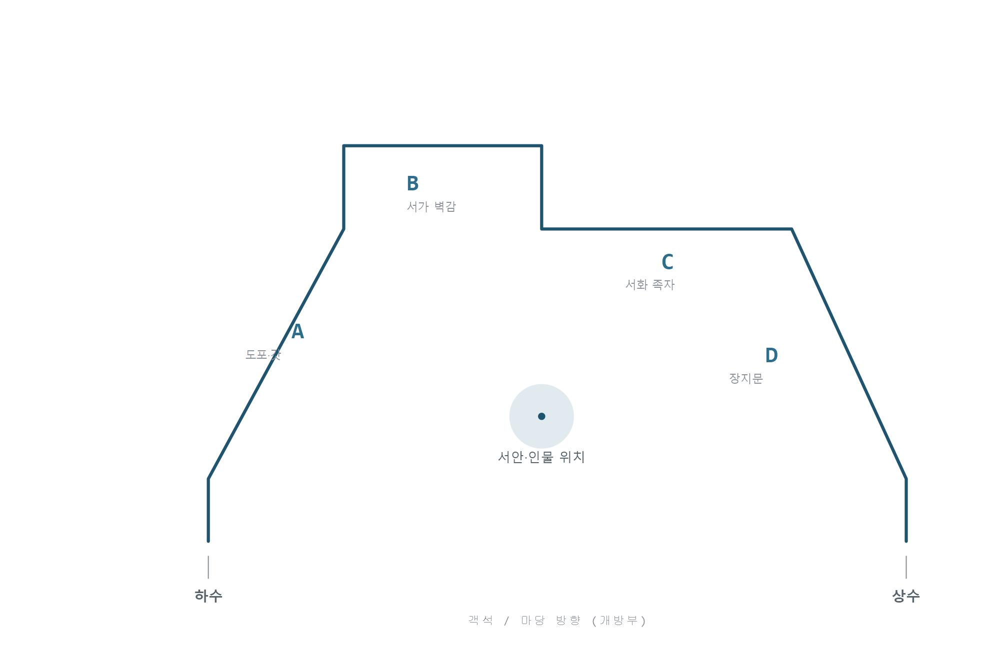 B
서가 벽감
C
서화 족자
A
도포·갓
D
장지문
서안·인물 위치
하수
상수
객석 / 마당 방향 (개방부)